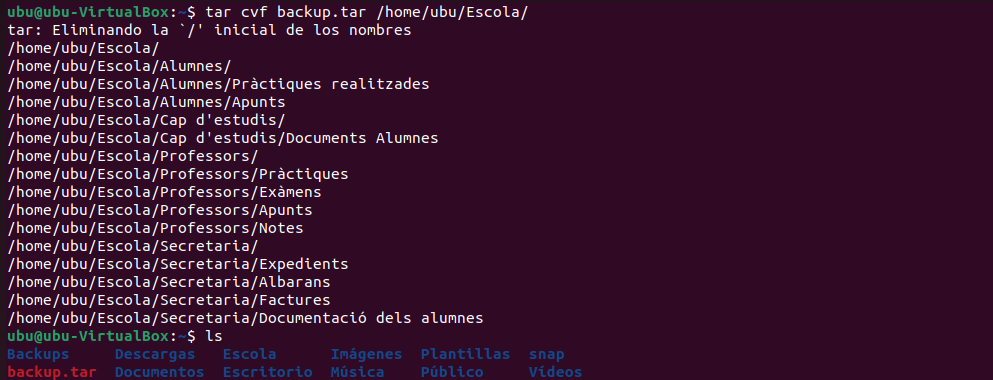 ubu@ubu-VirtualBox:~$ tar cvf backup.tar /home/ubu/Escola/
tar: Eliminando la `/' inicial de los nombres
/home/ubu/Escola/
/home/ubu/Escola/Alumnes/
/home/ubu/Escola/Alumnes/Pràctiques realitzades
/home/ubu/Escola/Alumnes/Apunts
/home/ubu/Escola/Cap d'estudis/
/home/ubu/Escola/Cap d'estudis/Documents Alumnes
/home/ubu/Escola/Professors/
/home/ubu/Escola/Professors/Pràctiques
/home/ubu/Escola/Professors/Exàmens
/home/ubu/Escola/Professors/Apunts
/home/ubu/Escola/Professors/Notes
/home/ubu/Escola/Secretaria/
/home/ubu/Escola/Secretaria/Expedients
/home/ubu/Escola/Secretaria/Albarans
/home/ubu/Escola/Secretaria/Factures
/home/ubu/Escola/Secretaria/Documentació dels alumnes
ubu@ubu-VirtualBox:~$ ls
Backups Descargas Escola Imágenes Plantillas snap
backup.tar Documentos Escritorio Música Público Vídeos